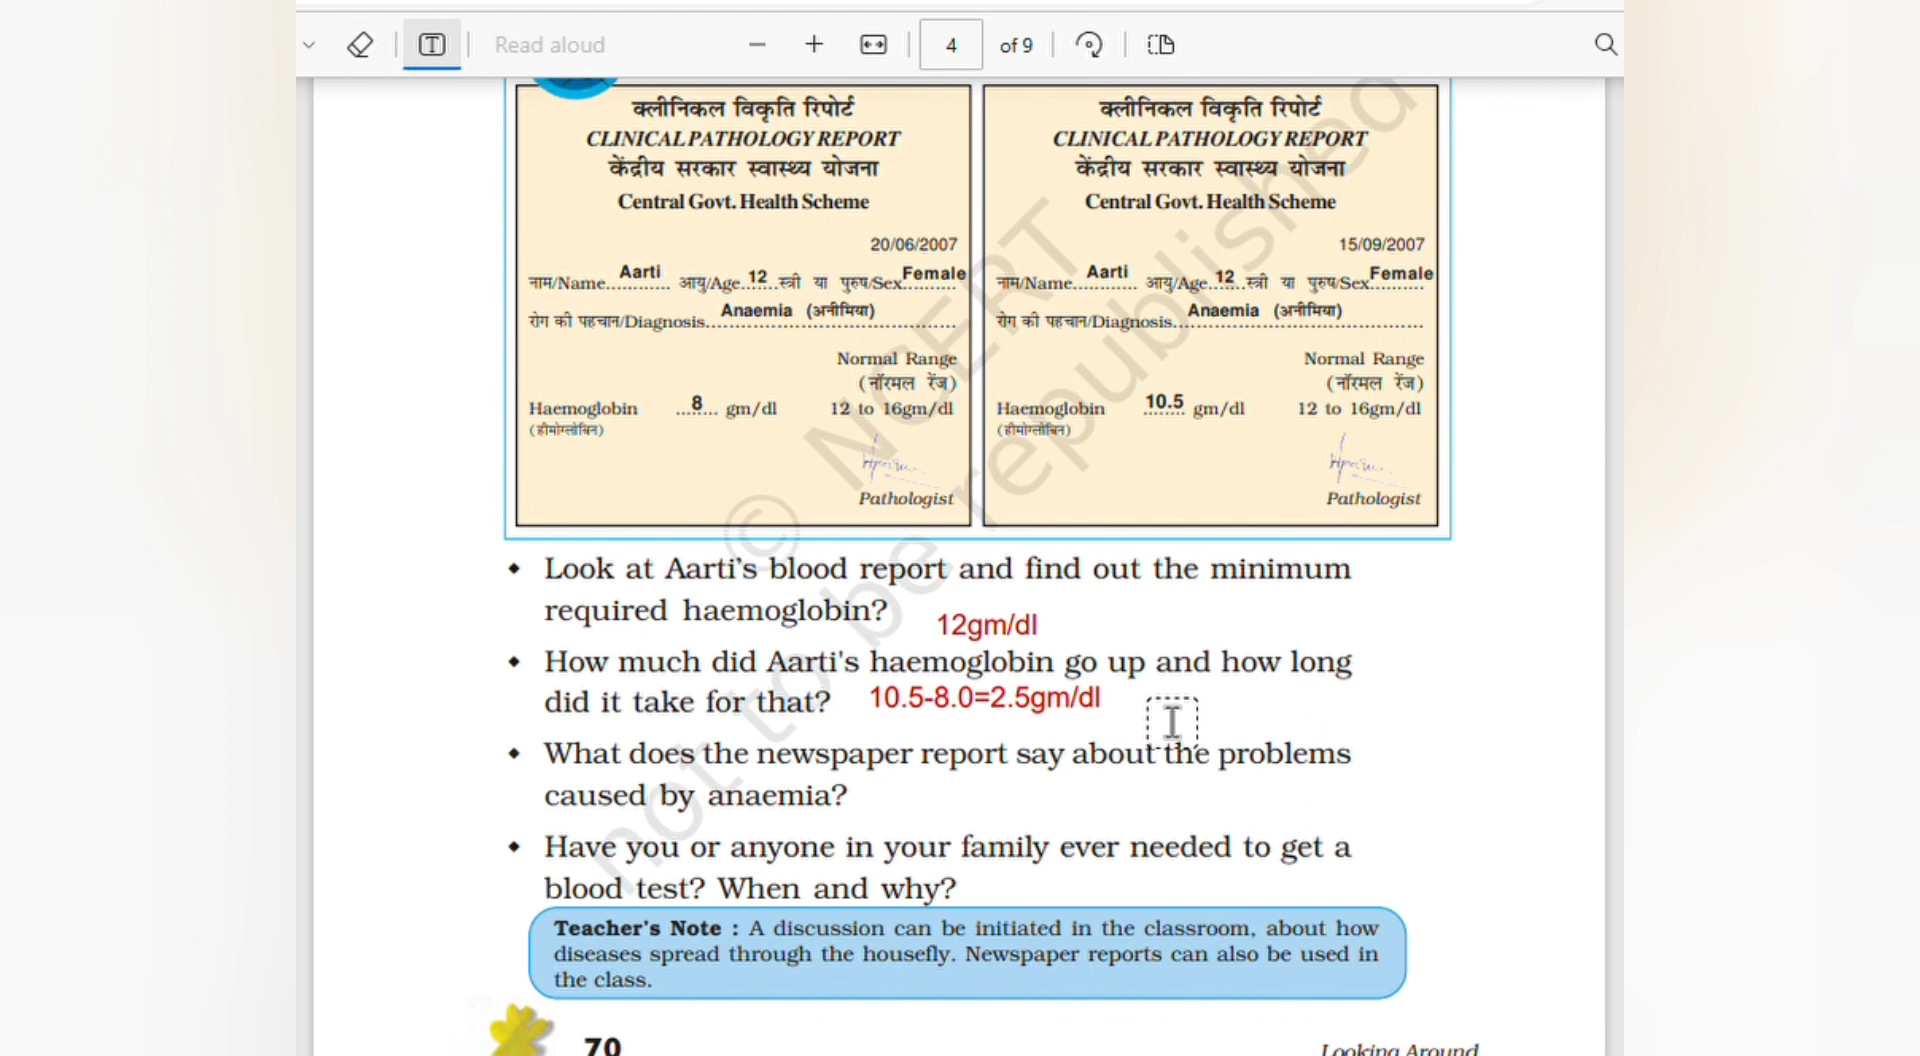 Read aloud
4
of 9
क्लीनिकल विकृति रिपोर्ट
CLINICAL PATHOLOGY REPORT
केंद्रीय सरकार स्वास्थ्य योजना
Central Govt. Health Scheme
20/06/2007
नाम/Name............ Aarti आयु/Age 12 स्त्री या पुरुष/Sex Female
रोग की पहचान/Diagnosis Anaemia (अनीमिया)
Normal Range
(नॉरमल रेंज)
Haemoglobin ...8... gm/dl 12 to 16gm/dl
(हीमोग्लोबिन)
Pathologist
क्लीनिकल विकृति रिपोर्ट
CLINICAL PATHOLOGY REPORT
केंद्रीय सरकार स्वास्थ्य योजना
Central Govt. Health Scheme
15/09/2007
नाम/Name............ Aarti आयु/Age 12 स्त्री या पुरुष/Sex Female
रोग की पहचान/Diagnosis Anaemia (अनीमिया)
Normal Range
(नॉरमल रेंज)
Haemoglobin 10.5 gm/dl 12 to 16gm/dl
(हीमोग्लोबिन)
Pathologist
© NCERT
not to be republished
Look at Aarti's blood report and find out the minimum
required haemoglobin?
12gm/dl
How much did Aarti's haemoglobin go up and how long
did it take for that? 10.5-8.0=2.5gm/dl
What does the newspaper report say about the problems
caused by anaemia?
Have you or anyone in your family ever needed to get a
blood test? When and why?
Teacher's Note : A discussion can be initiated in the classroom, about how
diseases spread through the housefly. Newspaper reports can also be used in
the class.
70
Looking Around